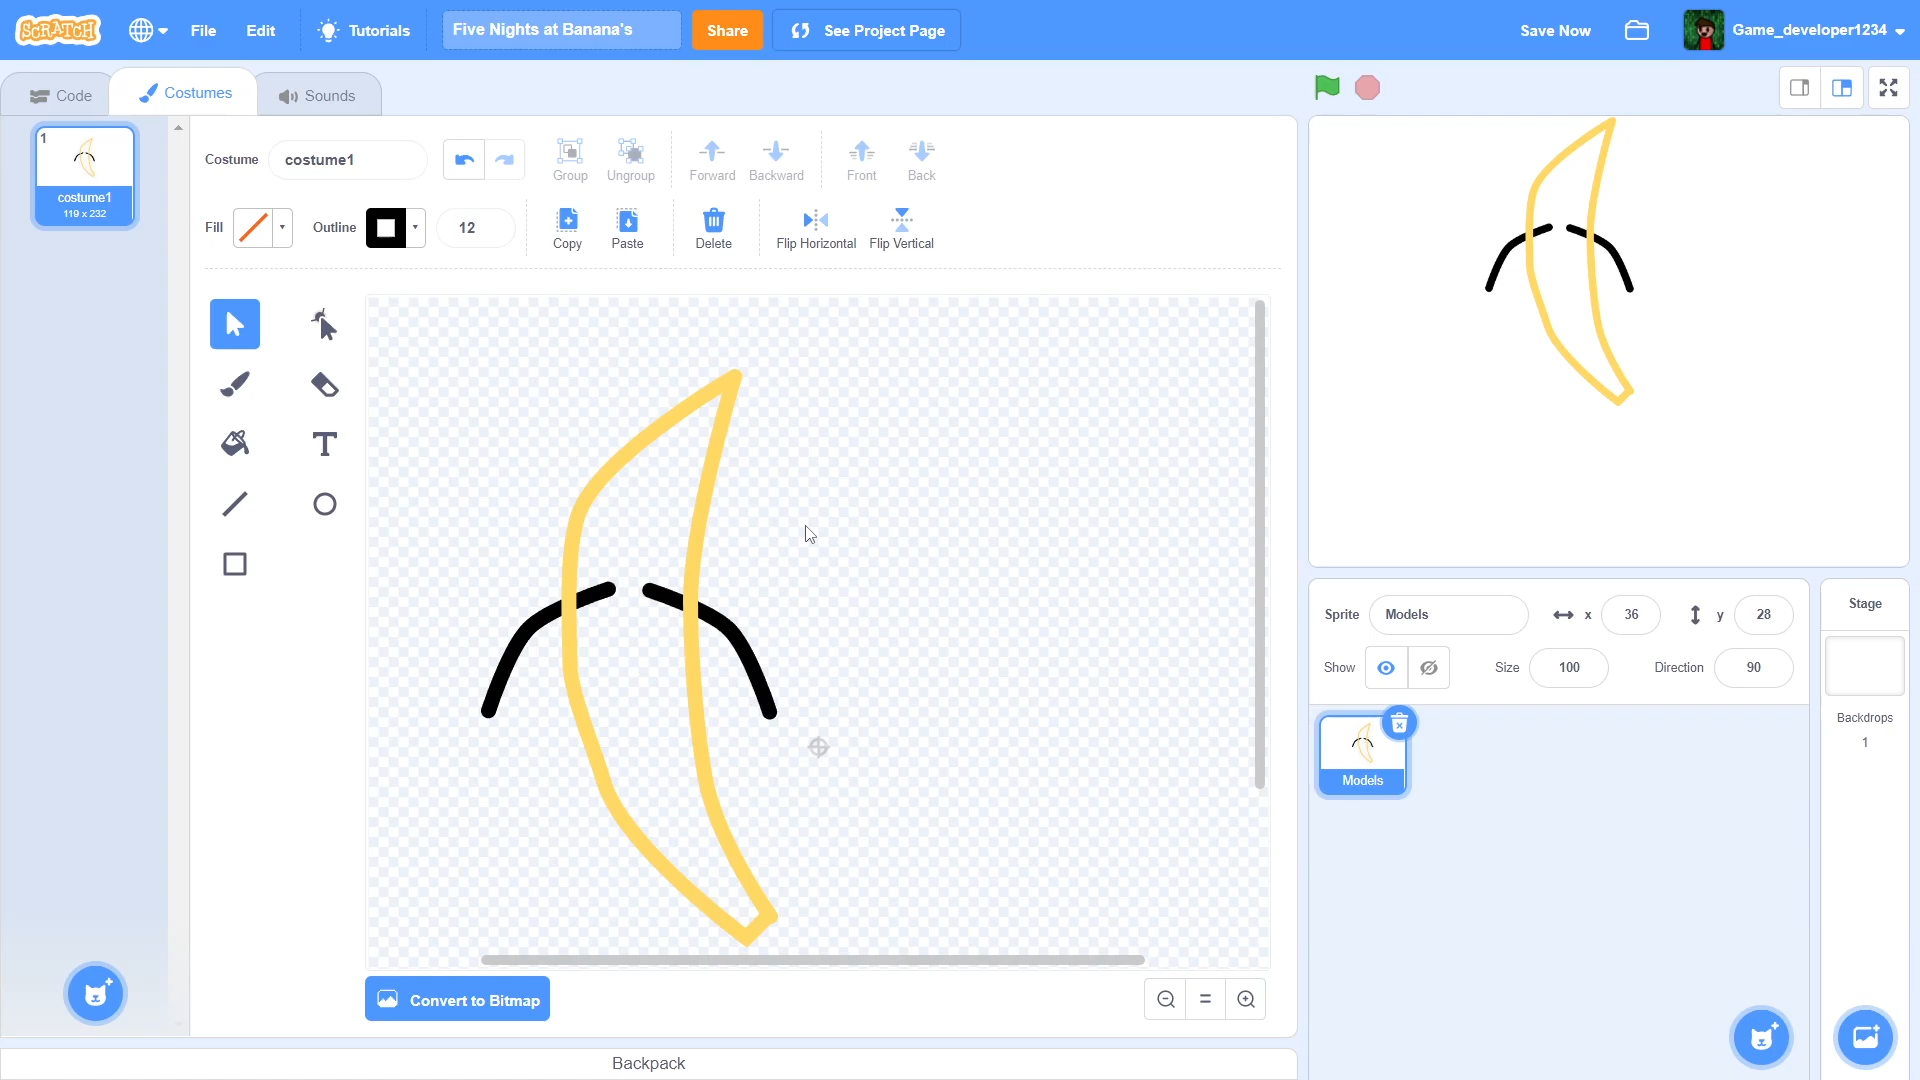 SCRATCH File Edit Tutorials Five Nights at Banana's Share See Project Page Save Now Game_developer1234
Code Costumes Sounds
1
costume1
119 x 232
Costume costume1 Group Ungroup Forward Backward Front Back
Fill Outline 12 Copy Paste Delete Flip Horizontal Flip Vertical
T
Convert to Bitmap =
Backpack
Sprite Models x 36 y 28
Show Size 100 Direction 90
Models
Stage
Backdrops
1